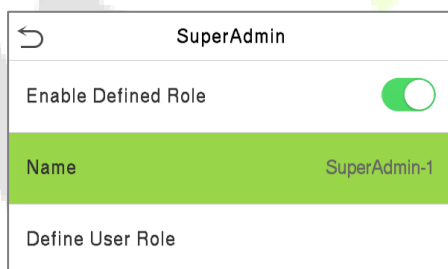 SuperAdmin
Enable Defined Role
Name SuperAdmin-1
Define User Role